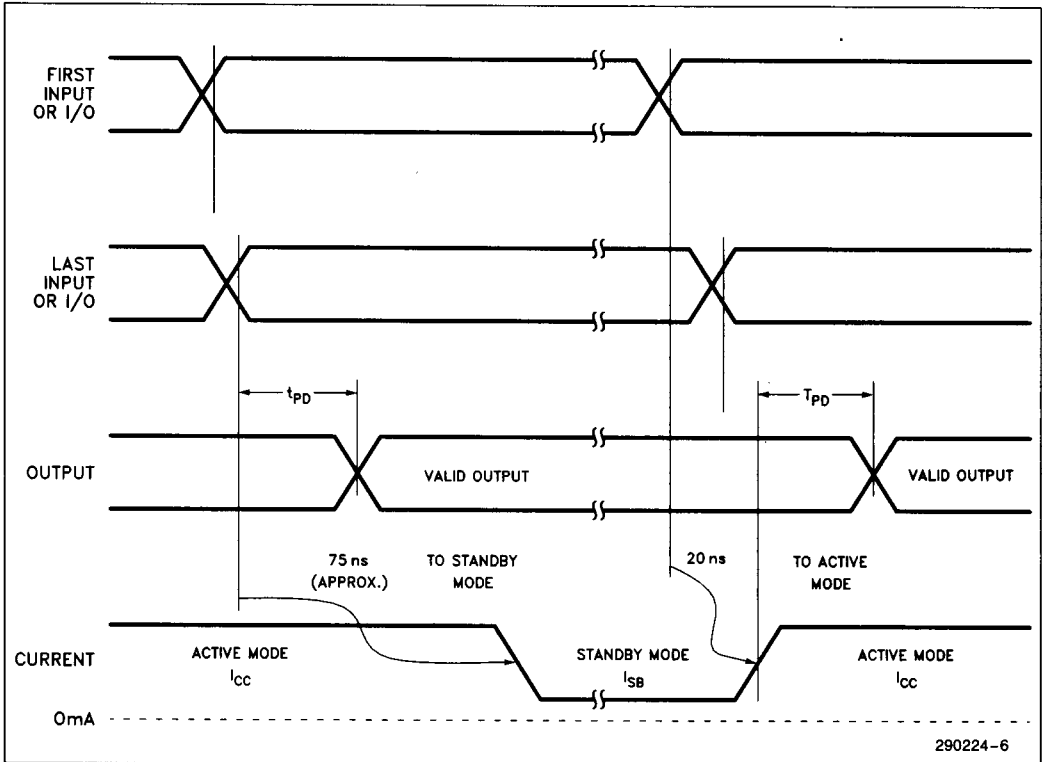 FIRST
INPUT
OR I/O
LAST
INPUT
OR I/O
tPD
TPD
OUTPUT
VALID OUTPUT
VALID OUTPUT
75 ns
(APPROX.)
TO STANDBY
MODE
20 ns
TO ACTIVE
MODE
CURRENT
ACTIVE MODE
ICC
STANDBY MODE
ISB
ACTIVE MODE
ICC
0mA
290224-6